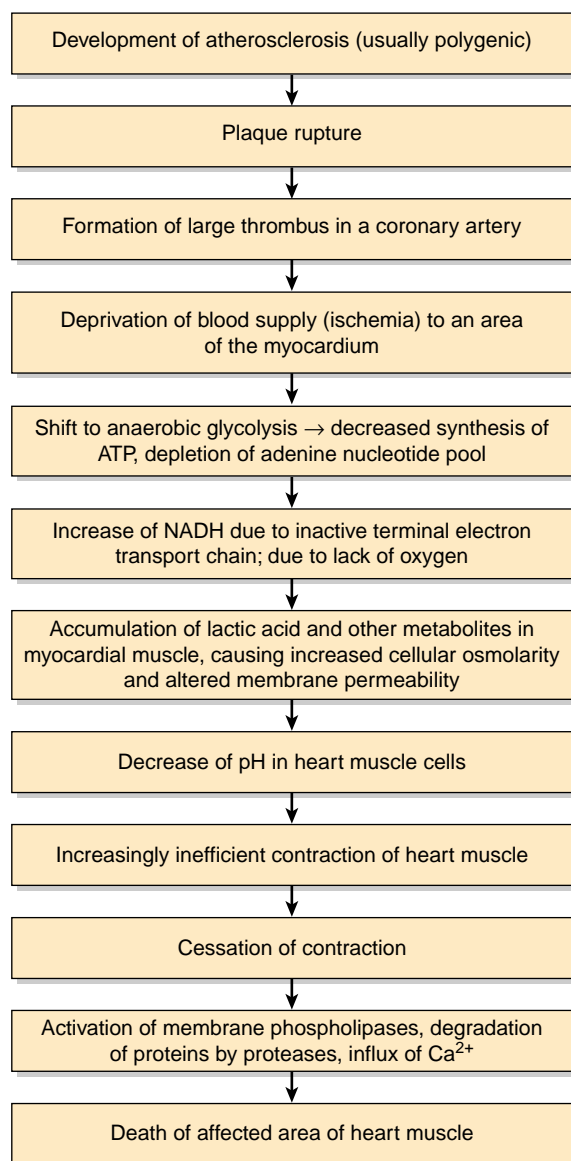 Development of atherosclerosis (usually polygenic)
Plaque rupture
Formation of large thrombus in a coronary artery
Deprivation of blood supply (ischemia) to an area
of the myocardium
Shift to anaerobic glycolysis → decreased synthesis of
ATP, depletion of adenine nucleotide pool
Increase of NADH due to inactive terminal electron
transport chain; due to lack of oxygen
Accumulation of lactic acid and other metabolites in
myocardial muscle, causing increased cellular osmolarity
and altered membrane permeability
Decrease of pH in heart muscle cells
Increasingly inefficient contraction of heart muscle
Cessation of contraction
Activation of membrane phospholipases, degradation
of proteins by proteases, influx of Ca²⁺
Death of affected area of heart muscle